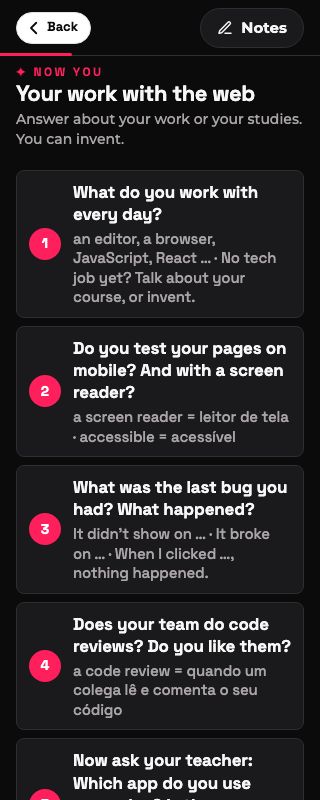 Back
Notes
✦ NOW YOU
Your work with the web
Answer about your work or your studies.
You can invent.
1
What do you work with
every day?
an editor, a browser,
JavaScript, React … · No tech
job yet? Talk about your
course, or invent.
2
Do you test your pages on
mobile? And with a screen
reader?
a screen reader = leitor de tela
· accessible = acessível
3
What was the last bug you
had? What happened?
It didn't show on … · It broke
on … · When I clicked …,
nothing happened.
4
Does your team do code
reviews? Do you like them?
a code review = quando um
colega lê e comenta o seu
código
Now ask your teacher:
Which app do you use